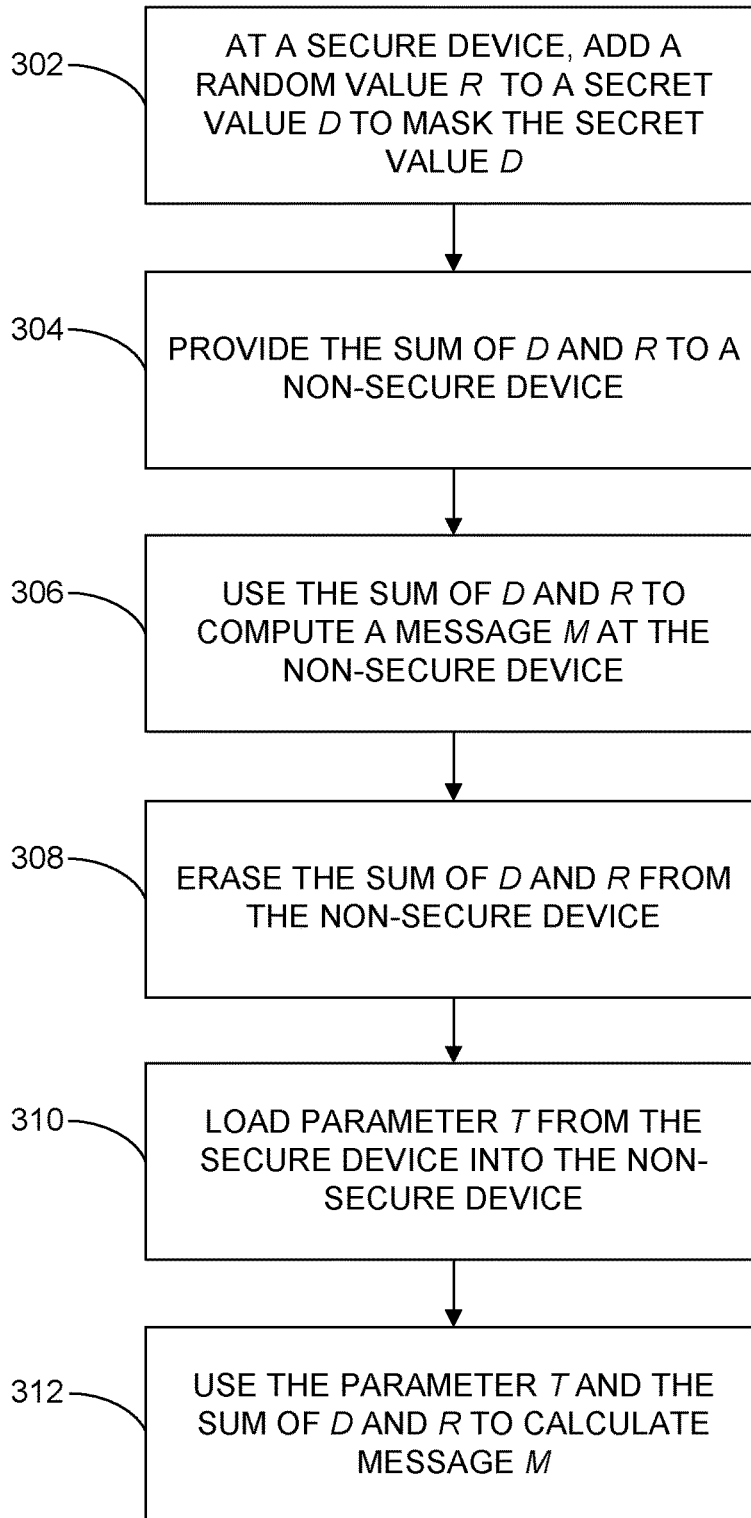 302
AT A SECURE DEVICE, ADD A
RANDOM VALUE R TO A SECRET
VALUE D TO MASK THE SECRET
VALUE D
304
PROVIDE THE SUM OF D AND R TO A
NON-SECURE DEVICE
306
USE THE SUM OF D AND R TO
COMPUTE A MESSAGE M AT THE
NON-SECURE DEVICE
308
ERASE THE SUM OF D AND R FROM
THE NON-SECURE DEVICE
310
LOAD PARAMETER T FROM THE
SECURE DEVICE INTO THE NON-
SECURE DEVICE
312
USE THE PARAMETER T AND THE
SUM OF D AND R TO CALCULATE
MESSAGE M